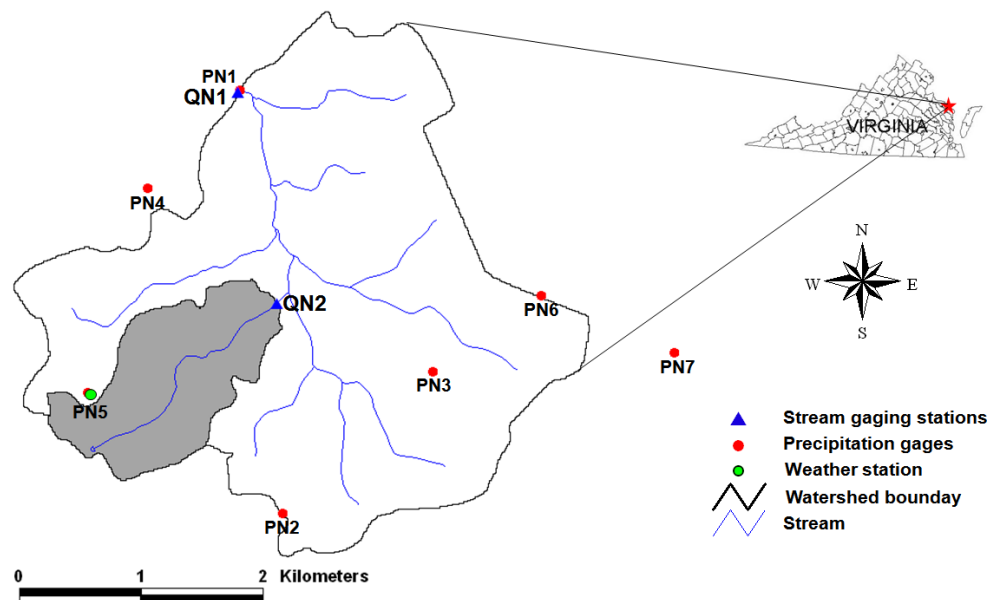 PN1
QN1
VIRGINIA
PN4
N
W E
S
QN2
PN6
PN7
PN3
PN5
PN2
Stream gaging stations
Precipitation gages
Weather station
Watershed bounday
Stream
0 1 2 Kilometers